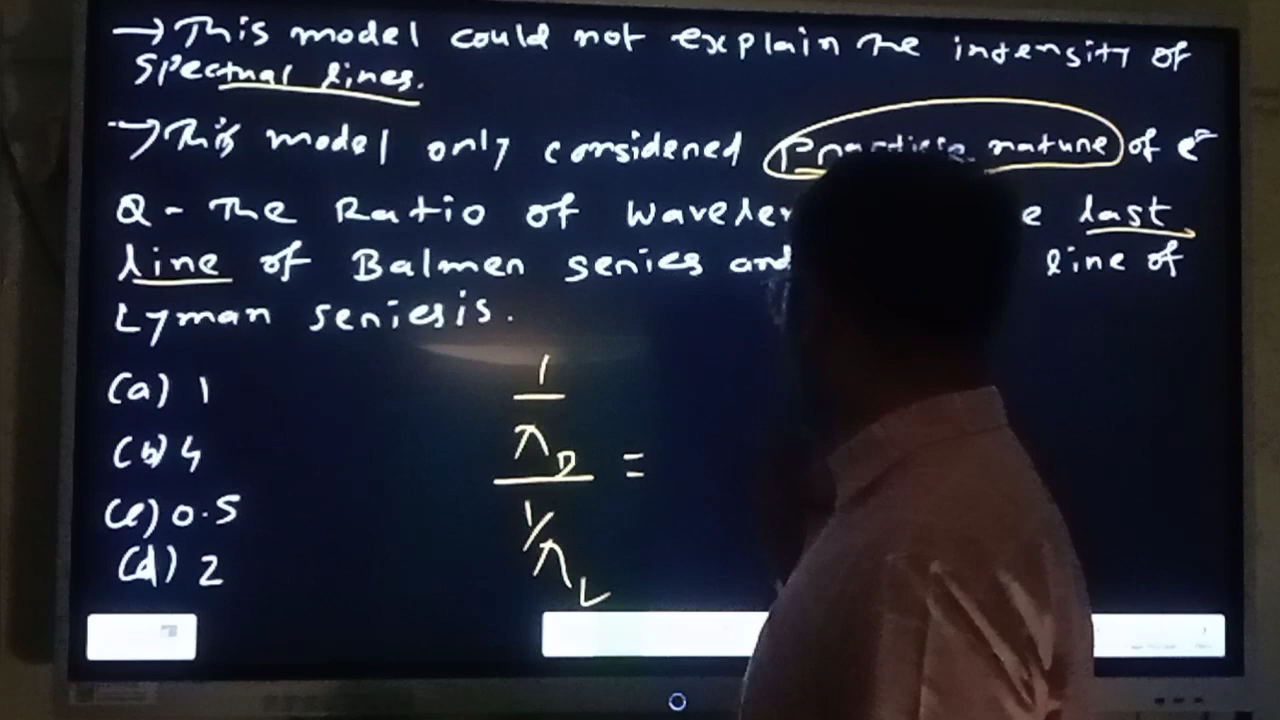 → This model could not explain the intensity of
Spectral lines.
→ This model only considered nature of e⁻
Q - The Ratio of e last
line of Balmer series and line of
Lyman series is.
(a) 1
(b) 4
(c) 0.5
(d) 2
1
λB =
1/λL